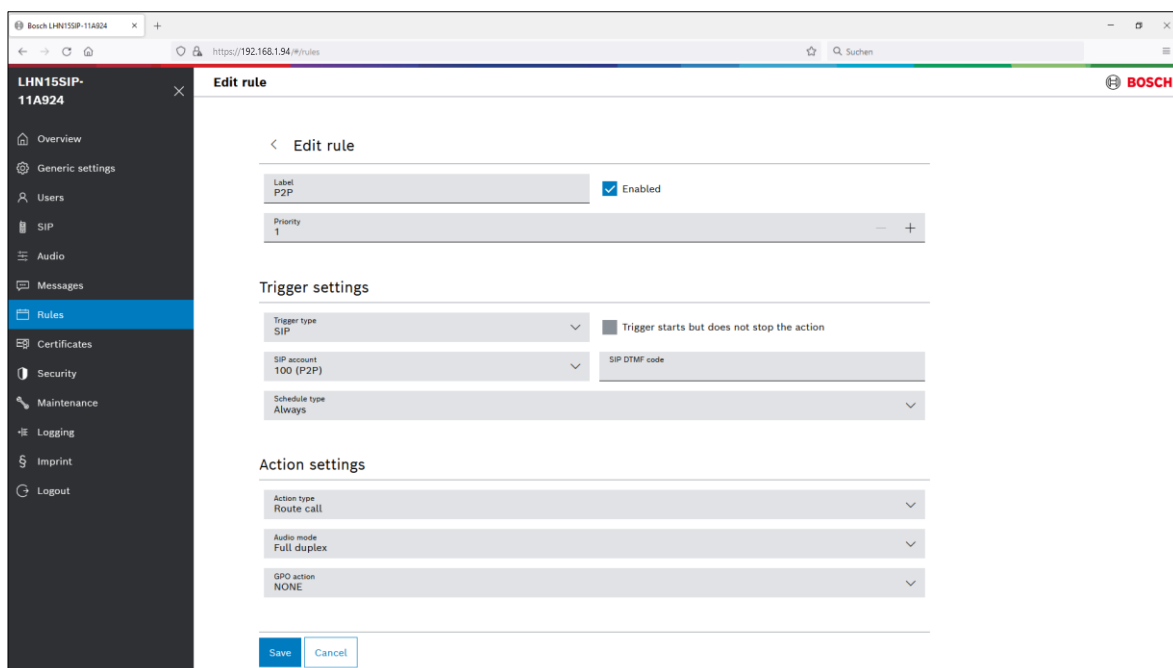 Bosch LHN15SIP-11A924
https://192.168.1.94/#/rules
Suchen
LHN15SIP-
11A924
Edit rule
BOSCH
Overview
Generic settings
Users
SIP
Audio
Messages
Rules
Certificates
Security
Maintenance
Logging
Imprint
Logout
Edit rule
Label
P2P
Enabled
Priority
1
Trigger settings
Trigger type
SIP
Trigger starts but does not stop the action
SIP account
100 (P2P)
SIP DTMF code
Schedule type
Always
Action settings
Action type
Route call
Audio mode
Full duplex
GPO action
NONE
Save Cancel